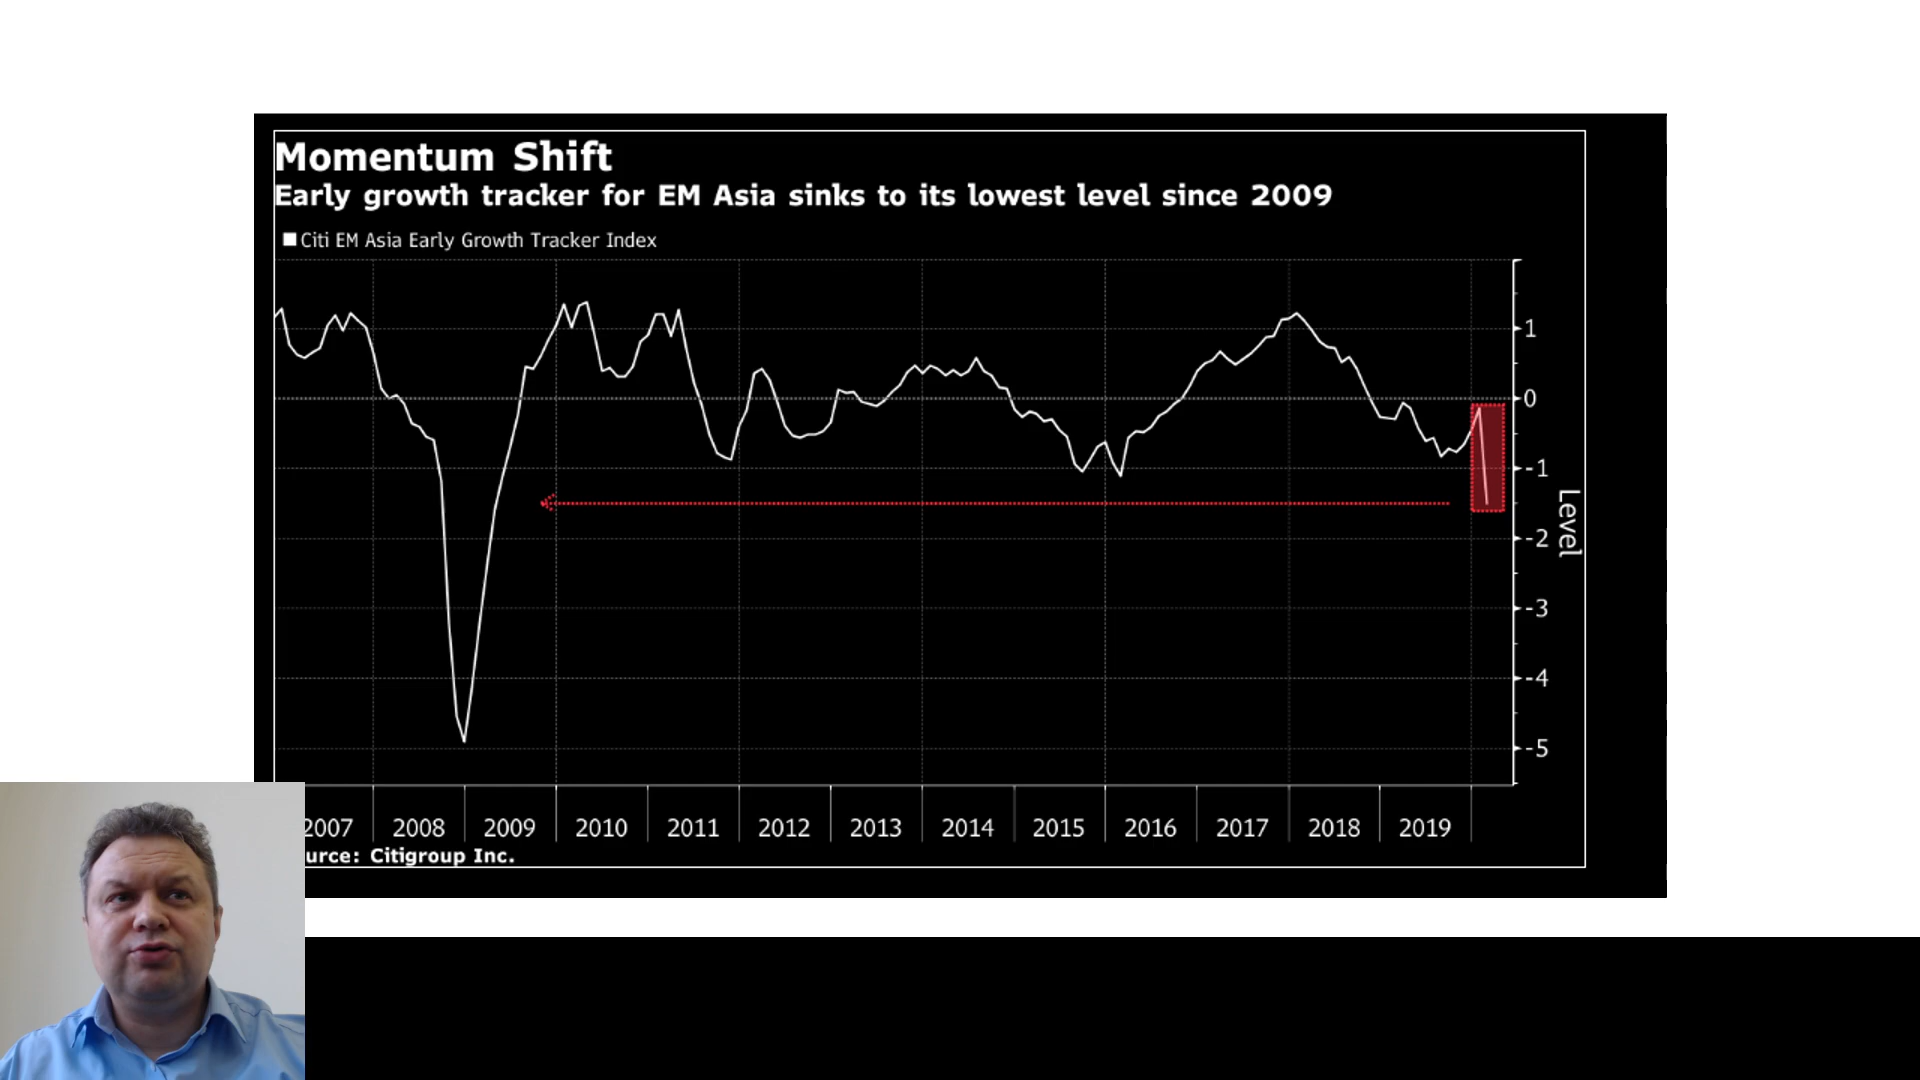 Momentum Shift
Early growth tracker for EM Asia sinks to its lowest level since 2009
Citi EM Asia Early Growth Tracker Index
1
0
-1
-2
-3
-4
-5
Level
2007 2008 2009 2010 2011 2012 2013 2014 2015 2016 2017 2018 2019
urce: Citigroup Inc.